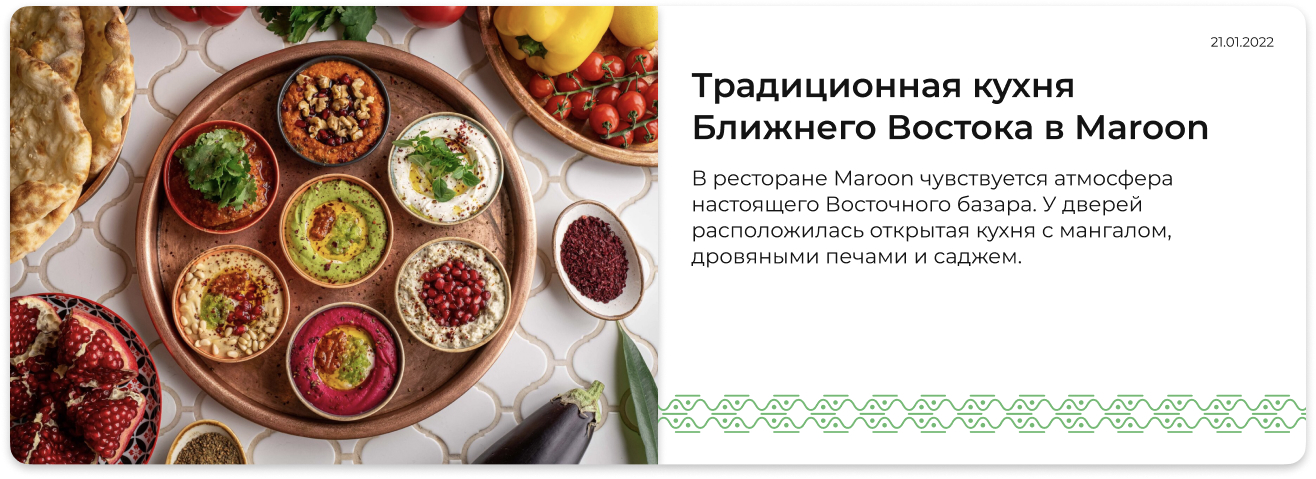 21.01.2022
Традиционная кухня
Ближнего Востока в Maroon
В ресторане Maroon чувствуется атмосфера
настоящего Восточного базара. У дверей
расположилась открытая кухня с мангалом,
дровяными печами и саджем.